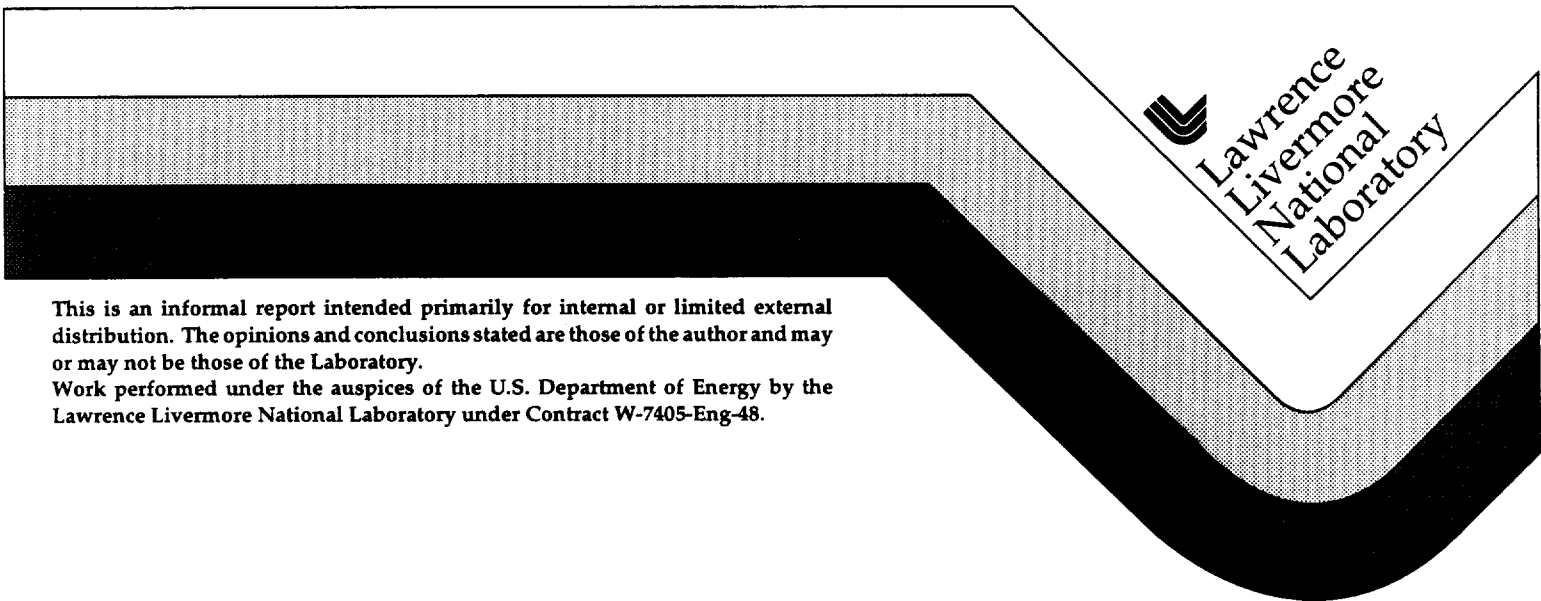 Lawrence
Livermore
National
Laboratory
This is an informal report intended primarily for internal or limited external
distribution. The opinions and conclusions stated are those of the author and may
or may not be those of the Laboratory.
Work performed under the auspices of the U.S. Department of Energy by the
Lawrence Livermore National Laboratory under Contract W-7405-Eng-48.